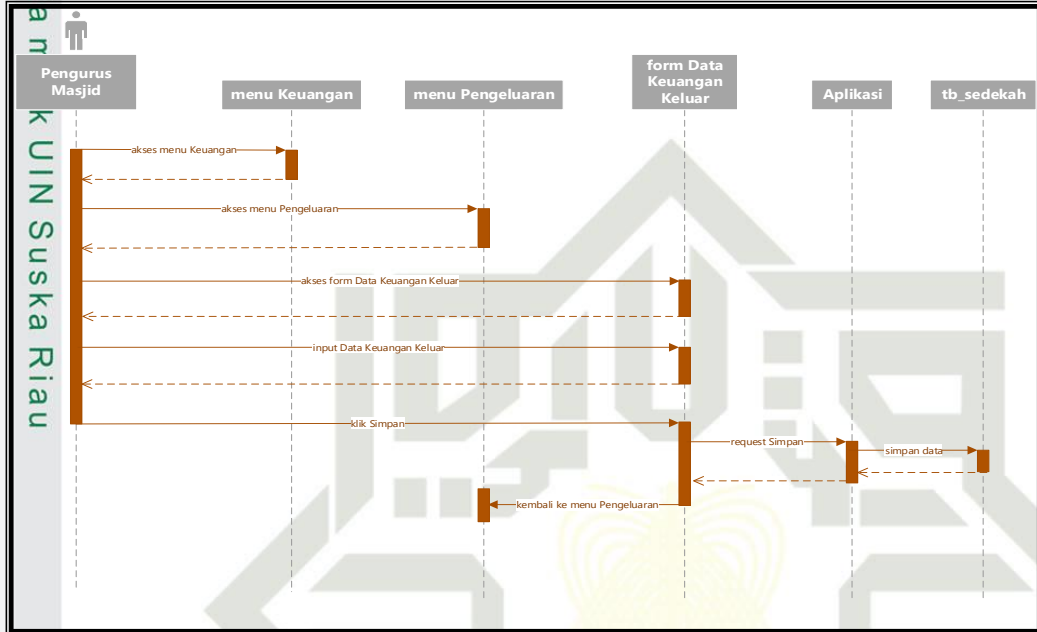 Pengurus
Masjid
menu Keuangan
menu Pengeluaran
form Data
Keuangan
Keluar
Aplikasi
tb_sedekah
akses menu Keuangan
akses menu Pengeluaran
akses form Data Keuangan Keluar
input Data Keuangan Keluar
klik Simpan
request Simpan
simpan data
kembali ke menu Pengeluaran
k UIN Suska Riau